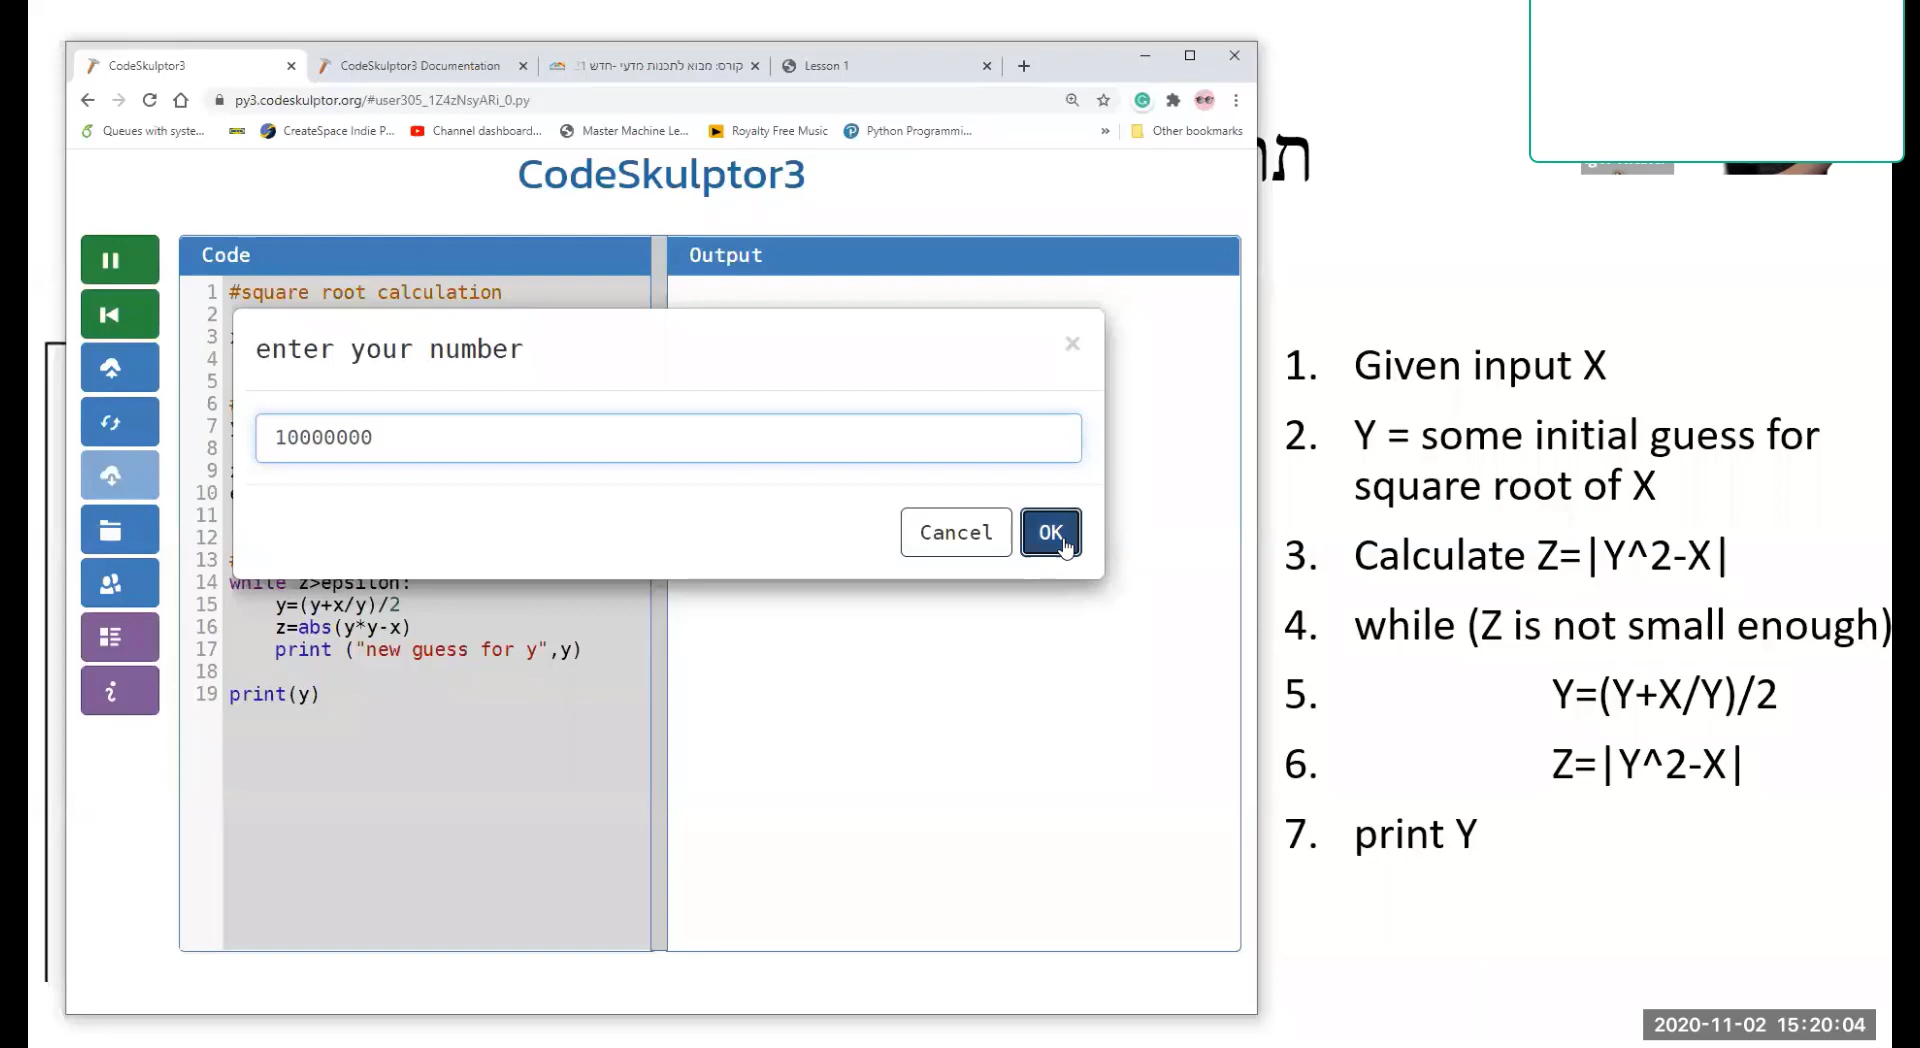 CodeSkulptor3
CodeSkulptor3 Documentation
קורס: מבוא לתכנות מדעי -חדש
Lesson 1
py3.codeskulptor.org/#user305_1Z4zNsyARi_0.py
Queues with syste...
CreateSpace Indie P...
Channel dashboard...
Master Machine Le...
Royalty Free Music
Python Programmi...
»
Other bookmarks
CodeSkulptor3
Code
Output
1 #square root calculation
2
3
4
5
6
7
8
9
10
11
12
13
14 while z>epsilon:
15 y=(y+x/y)/2
16 z=abs(y*y-x)
17 print ("new guess for y",y)
18
19 print(y)
enter your number
10000000
Cancel
OK
1. Given input X
2. Y = some initial guess for
square root of X
3. Calculate Z=|Y^2-X|
4. while (Z is not small enough)
5. Y=(Y+X/Y)/2
6. Z=|Y^2-X|
7. print Y
2020-11-02 15:20:04